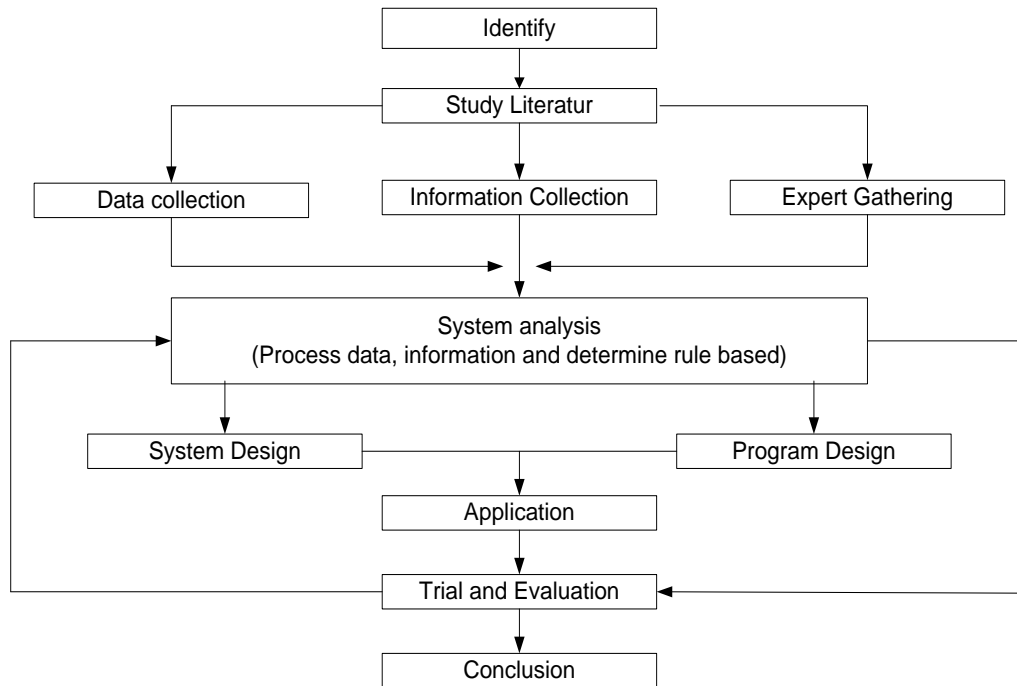 Identify
Study Literatur
Data collection
Information Collection
Expert Gathering
System analysis
(Process data, information and determine rule based)
System Design
Program Design
Application
Trial and Evaluation
Conclusion